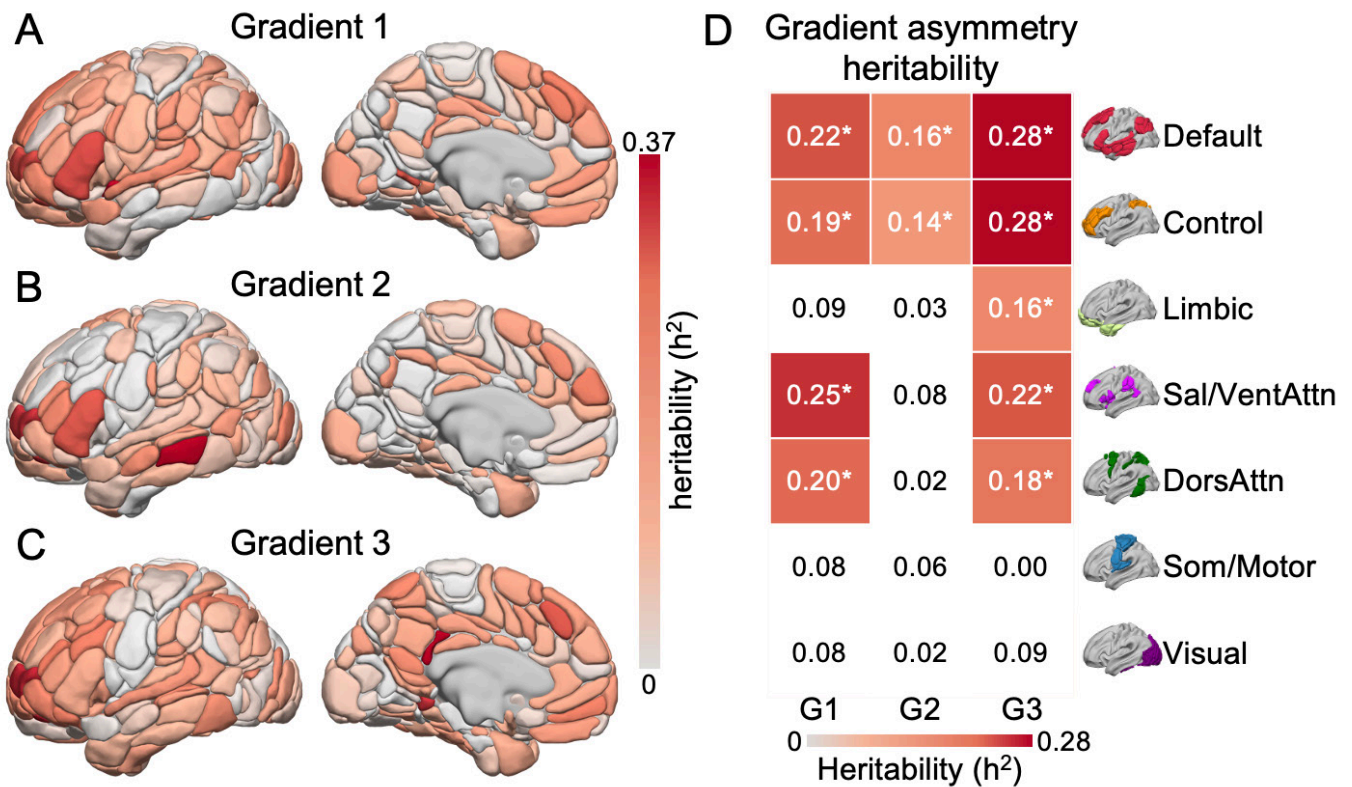 A
Gradient 1
B
Gradient 2
C
Gradient 3
0.37
heritability (h²)
0
D
Gradient asymmetry
heritability
0.22* 0.16* 0.28* Default
0.19* 0.14* 0.28* Control
0.09 0.03 0.16* Limbic
0.25* 0.08 0.22* Sal/VentAttn
0.20* 0.02 0.18* DorsAttn
0.08 0.06 0.00 Som/Motor
0.08 0.02 0.09 Visual
G1 G2 G3
0 0.28
Heritability (h²)